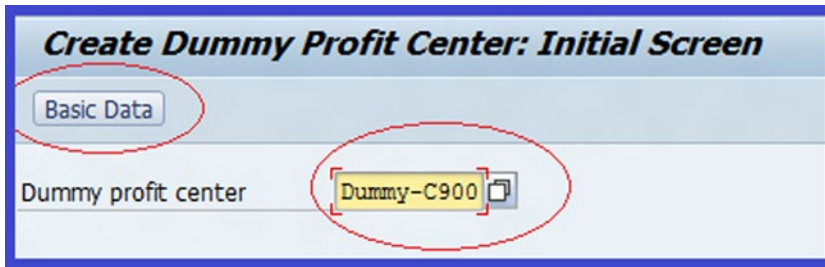 Create Dummy Profit Center: Initial Screen
Basic Data
Dummy profit center Dummy-C900